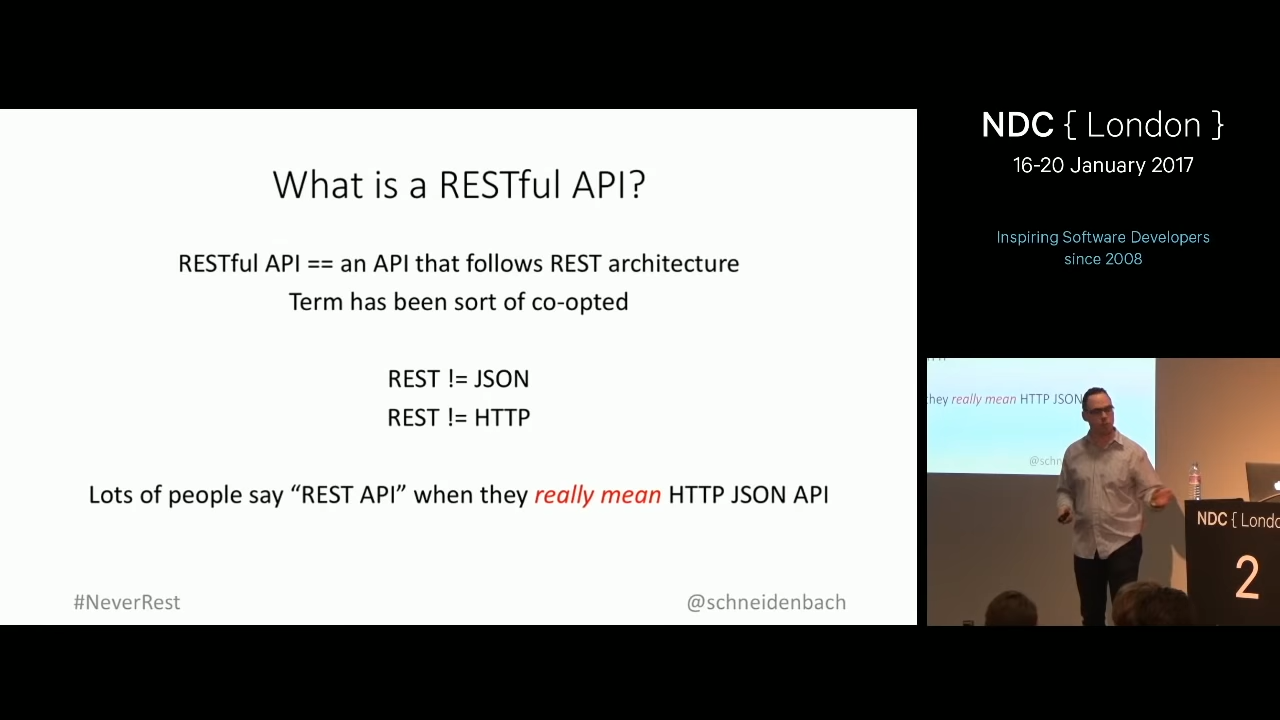 What is a RESTful API?
RESTful API == an API that follows REST architecture
Term has been sort of co-opted
REST != JSON
REST != HTTP
Lots of people say “REST API” when they really mean HTTP JSON API
#NeverRest
@schneidenbach
NDC { London }
16-20 January 2017
Inspiring Software Developers
since 2008
they really mean HTTP JSON
@schn
NDC { Londo
2